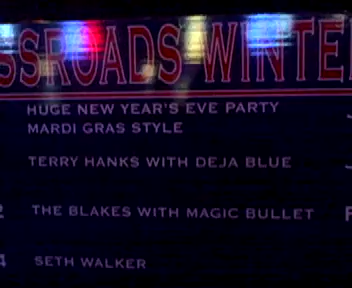 SSROADS WINTE
HUGE NEW YEAR'S EVE PARTY
MARDI GRAS STYLE
TERRY HANKS WITH DEJA BLUE
THE BLAKES WITH MAGIC BULLET
SETH WALKER